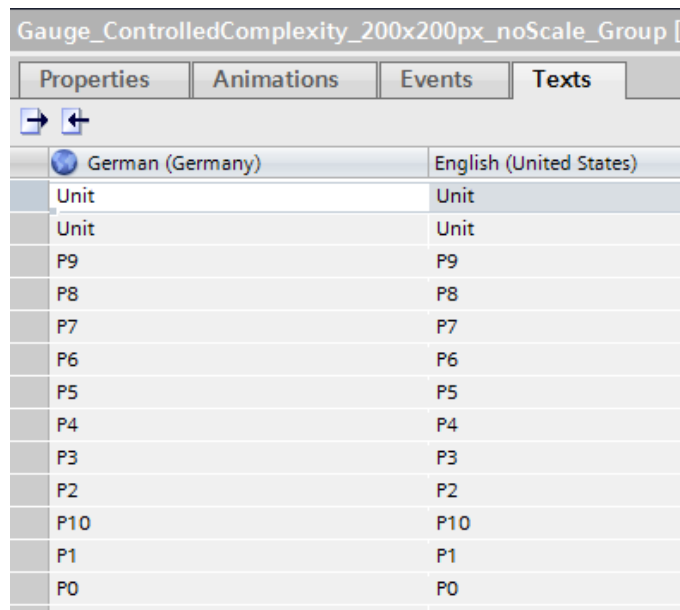 Gauge_ControlledComplexity_200x200px_noScale_Group [
Properties Animations Events Texts
German (Germany) English (United States)
Unit Unit
Unit Unit
P9 P9
P8 P8
P7 P7
P6 P6
P5 P5
P4 P4
P3 P3
P2 P2
P10 P10
P1 P1
P0 P0